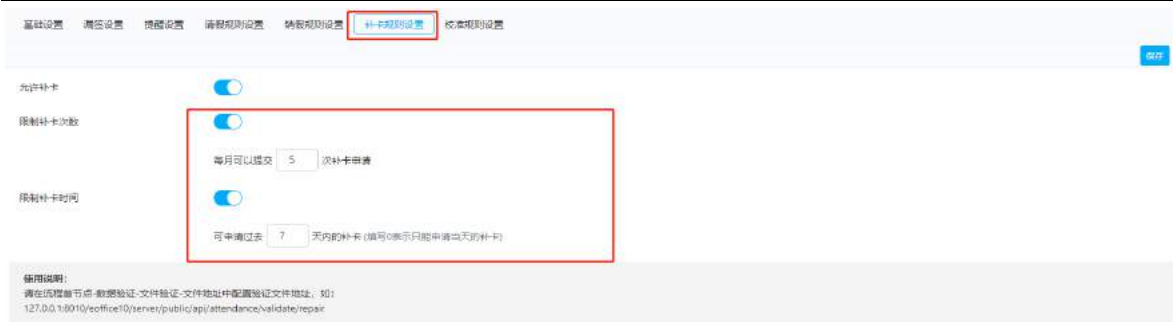 基础设置 漏签设置 提醒设置 请假规则设置 销假规则设置 补卡规则设置 校准规则设置
保存
允许补卡
限制补卡次数
每月可以提交 5 次补卡申请
限制补卡时间
可申请过去 7 天内的补卡 (填写0表示只能申请当天的补卡)
使用说明：
请在流程首节点-数据验证-文件验证-文件地址中配置验证文件地址，如：
127.0.0.1:8010/eoffice10/server/public/api/attendance/validate/repair